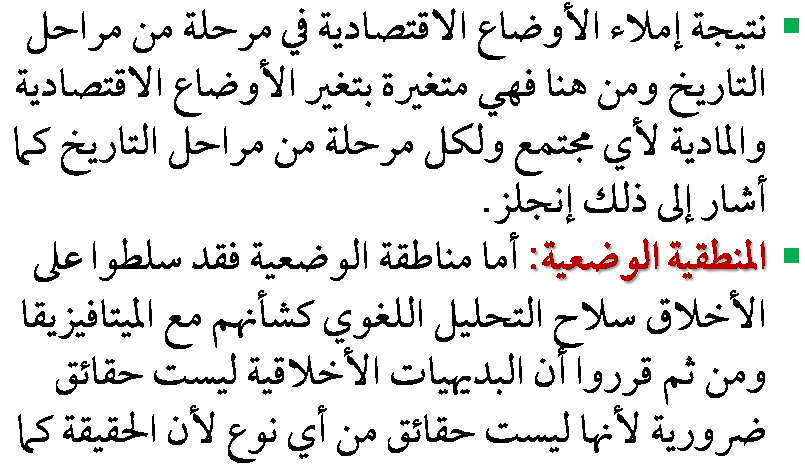 نتيجة إملاء الأوضاع الاقتصادية في مرحلة من مراحل
التاريخ ومن هنا فهي متغيرة بتغير الأوضاع الاقتصادية
والمادية لأي مجتمع ولكل مرحلة من مراحل التاريخ كما
أشار إلى ذلك إنجلز.
المنطقية الوضعية: أما مناطقة الوضعية فقد سلطوا على
الأخلاق سلاح التحليل اللغوي كشأنهم مع الميتافيزيقا
ومن ثم قرروا أن البديهيات الأخلاقية ليست حقائق
ضرورية لأنها ليست حقائق من أي نوع لأن الحقيقة كما